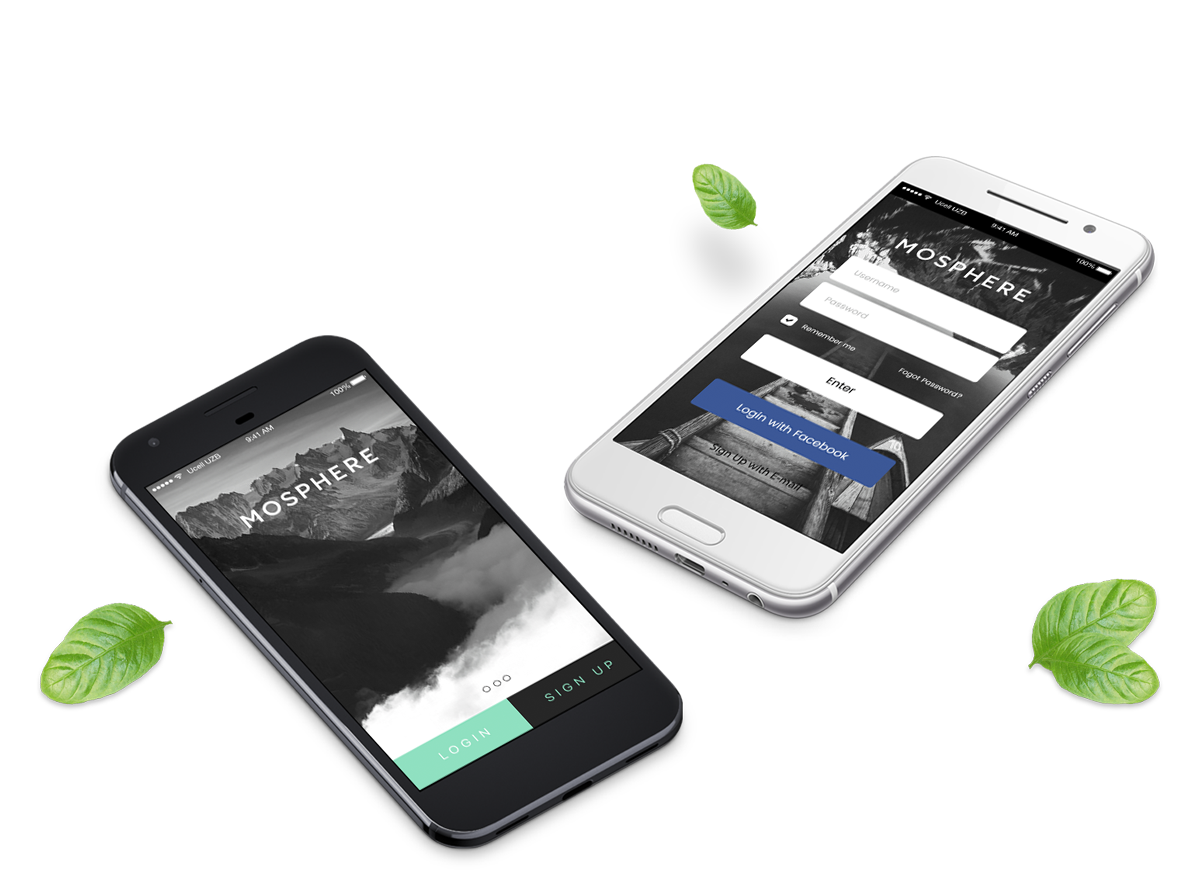 Ucell UZB 9:41 AM 100%
MOSPHERE
LOGIN SIGN UP
Ucell UZB 9:41 AM 100%
MOSPHERE
Username
Password
Remember me
Fogot Password?
Enter
Login with Facebook
Sign Up with E-mail